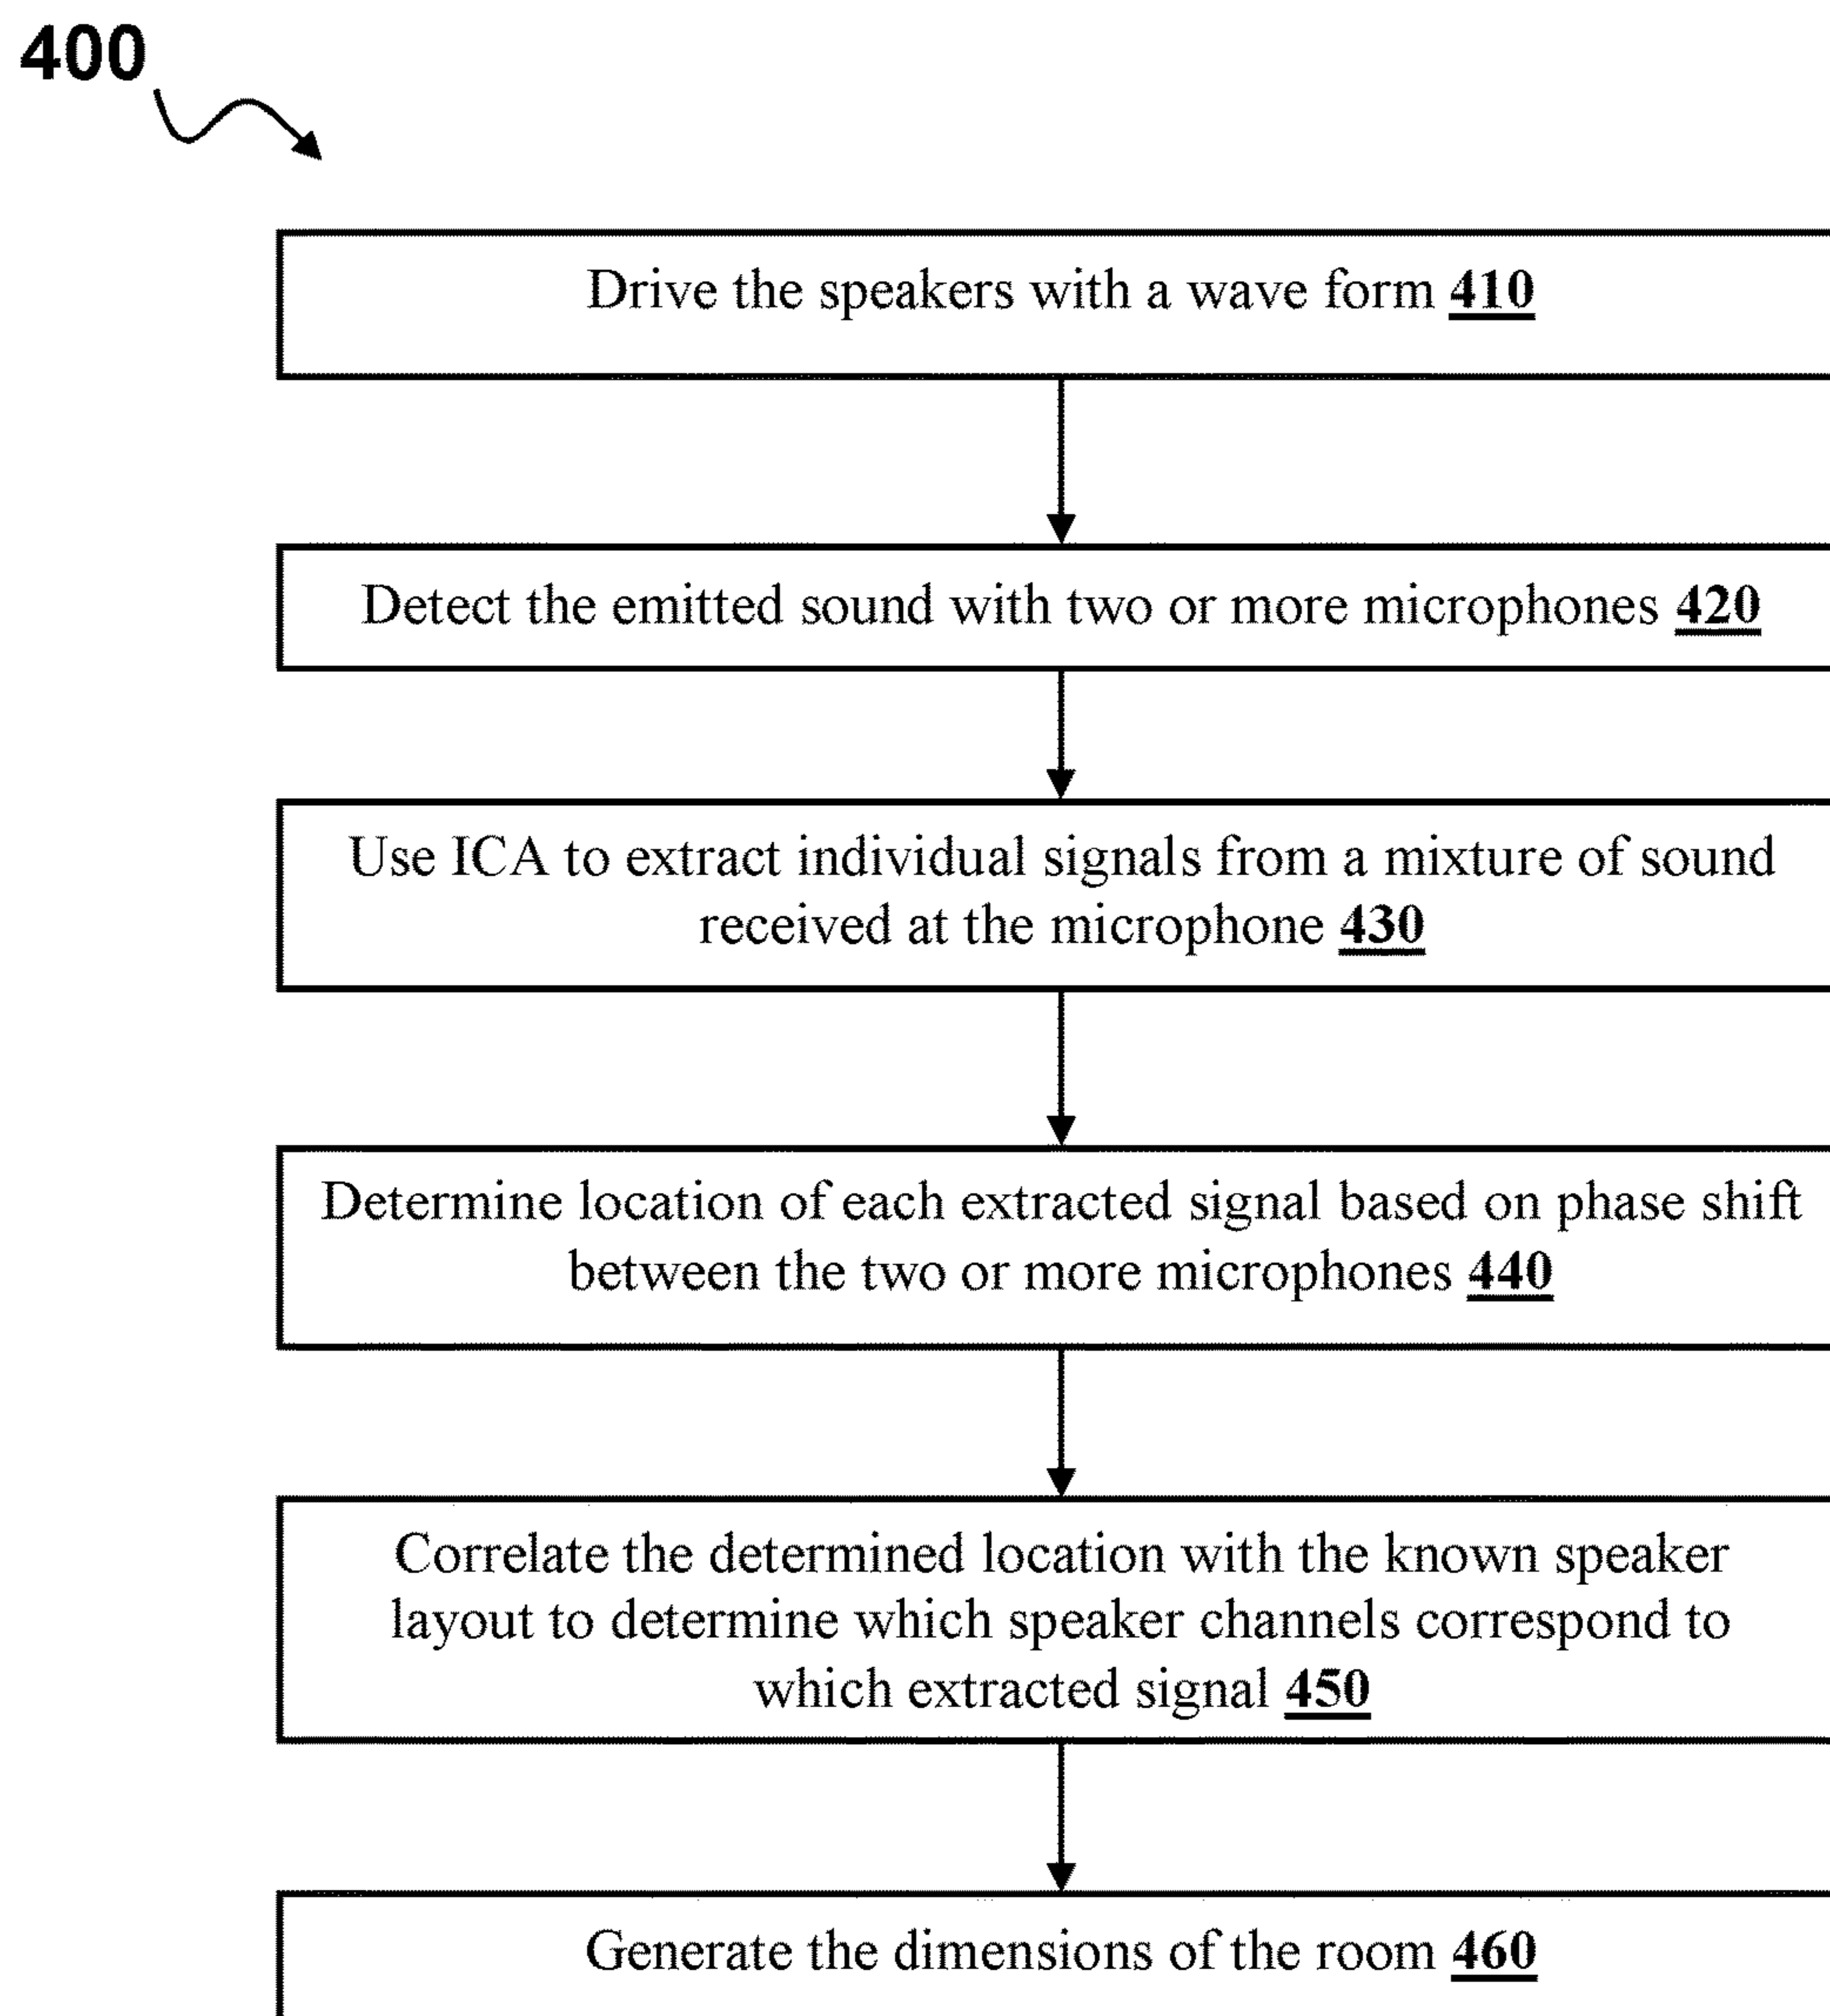 400
Drive the speakers with a wave form 410
Detect the emitted sound with two or more microphones 420
Use ICA to extract individual signals from a mixture of sound
received at the microphone 430
Determine location of each extracted signal based on phase shift
between the two or more microphones 440
Correlate the determined location with the known speaker
layout to determine which speaker channels correspond to
which extracted signal 450
Generate the dimensions of the room 460